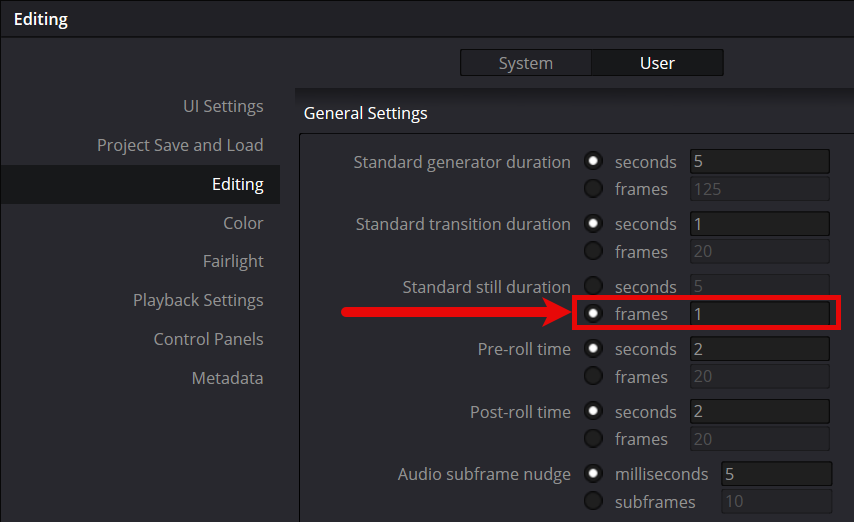 Editing
System User
UI Settings
Project Save and Load
Editing
Color
Fairlight
Playback Settings
Control Panels
Metadata
General Settings
Standard generator duration seconds 5
frames 125
Standard transition duration seconds 1
frames 20
Standard still duration seconds 5
frames 1
Pre-roll time seconds 2
frames 20
Post-roll time seconds 2
frames 20
Audio subframe nudge milliseconds 5
subframes 10